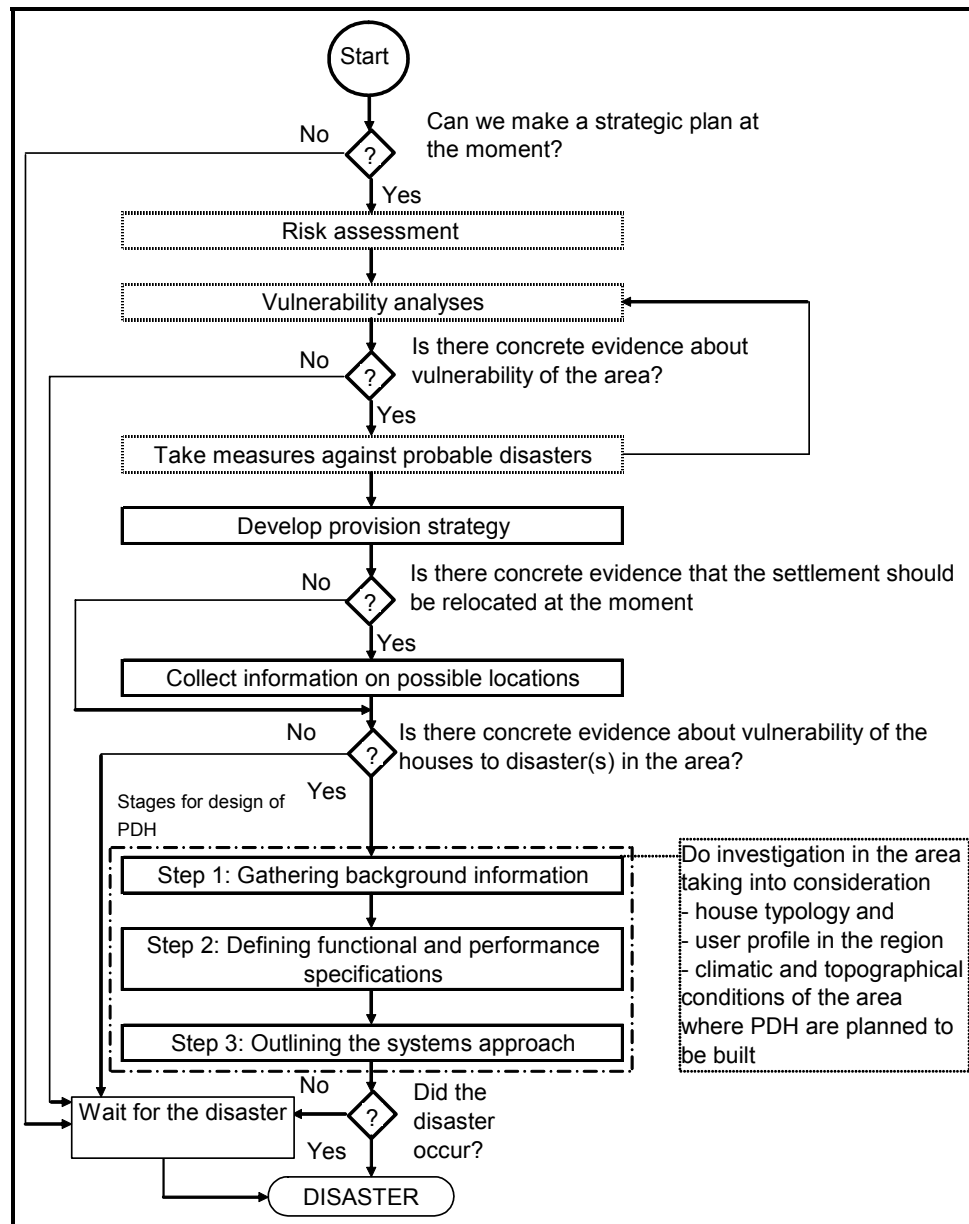 Start
Can we make a strategic plan at
the moment?
No
?
Yes
Risk assessment
Vulnerability analyses
Is there concrete evidence about
vulnerability of the area?
No
?
Yes
Take measures against probable disasters
Develop provision strategy
Is there concrete evidence that the settlement should
be relocated at the moment
No
?
Yes
Collect information on possible locations
Is there concrete evidence about vulnerability of the
houses to disaster(s) in the area?
No
?
Yes
Stages for design of
PDH
Step 1: Gathering background information
Do investigation in the area
taking into consideration
- house typology and
- user profile in the region
- climatic and topographical
conditions of the area
where PDH are planned to
be built
Step 2: Defining functional and performance
specifications
Step 3: Outlining the systems approach
No
?
Did the
disaster
occur?
Wait for the disaster
Yes
DISASTER